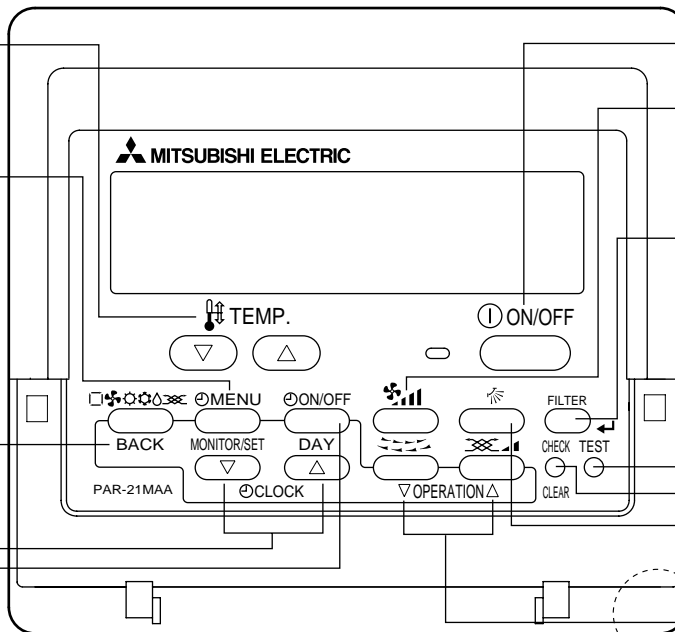 MITSUBISHI ELECTRIC
TEMP.
ON/OFF
MENU
ON/OFF
FILTER
BACK
MONITOR/SET
DAY
CHECK
TEST
PAR-21MAA
CLOCK
OPERATION
CLEAR